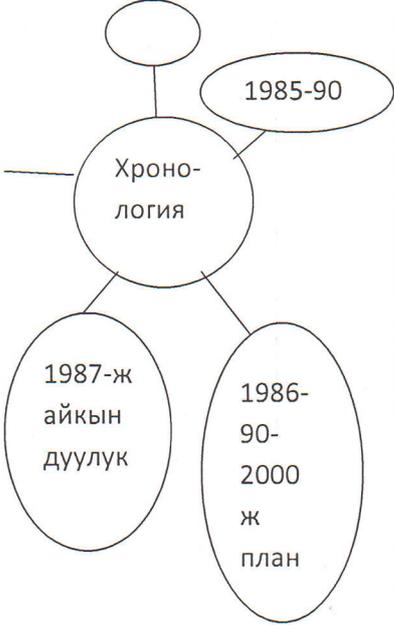 1985-90
Хроно-
логия
1987-ж
айкын
дуулук
1986-
90-
2000
ж
план